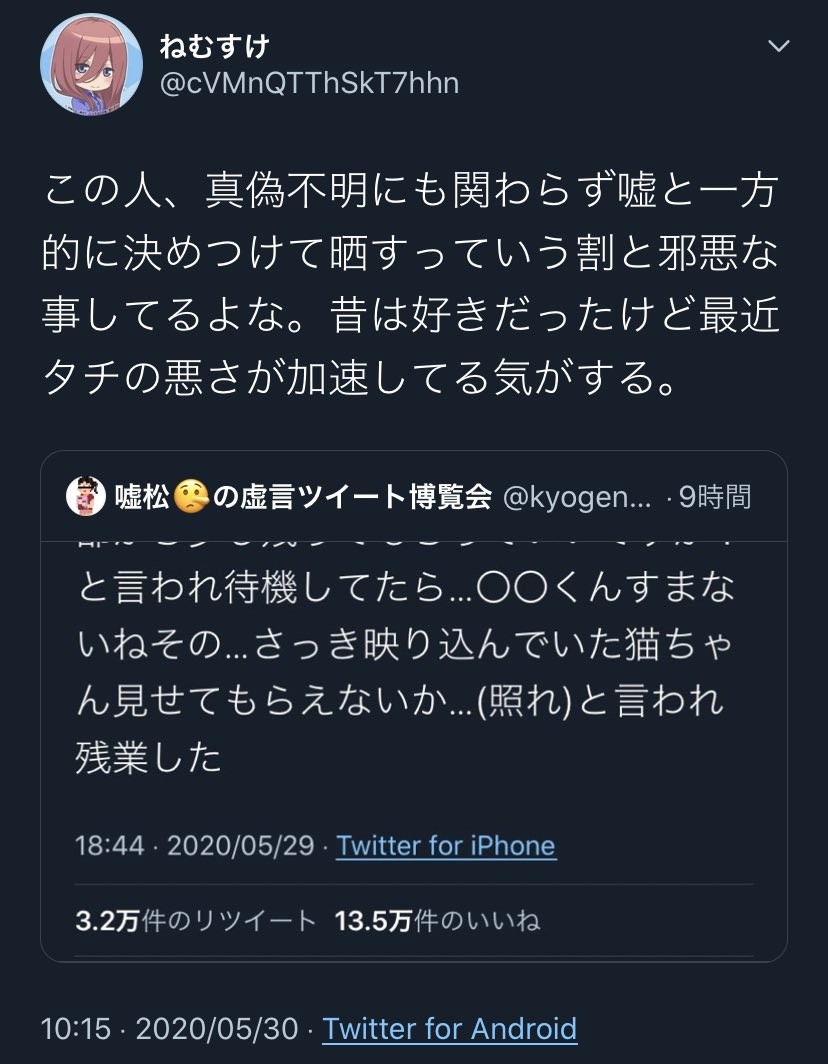 ねむすけ
@cVMnQTThSkT7hhn
この人、真偽不明にも関わらず嘘と一方
的に決めつけて晒すっていう割と邪悪な
事してるよな。昔は好きだったけど最近
タチの悪さが加速してる気がする。
嘘松🤥の虚言ツイート博覧会 @kyogen... · 9時間
と言われ待機してたら...〇〇くんすまな
いねその...さっき映り込んでいた猫ちゃ
ん見せてもらえないか...(照れ)と言われ
残業した
18:44 · 2020/05/29 · Twitter for iPhone
3.2万件のリツイート 13.5万件のいいね
10:15 · 2020/05/30 · Twitter for Android